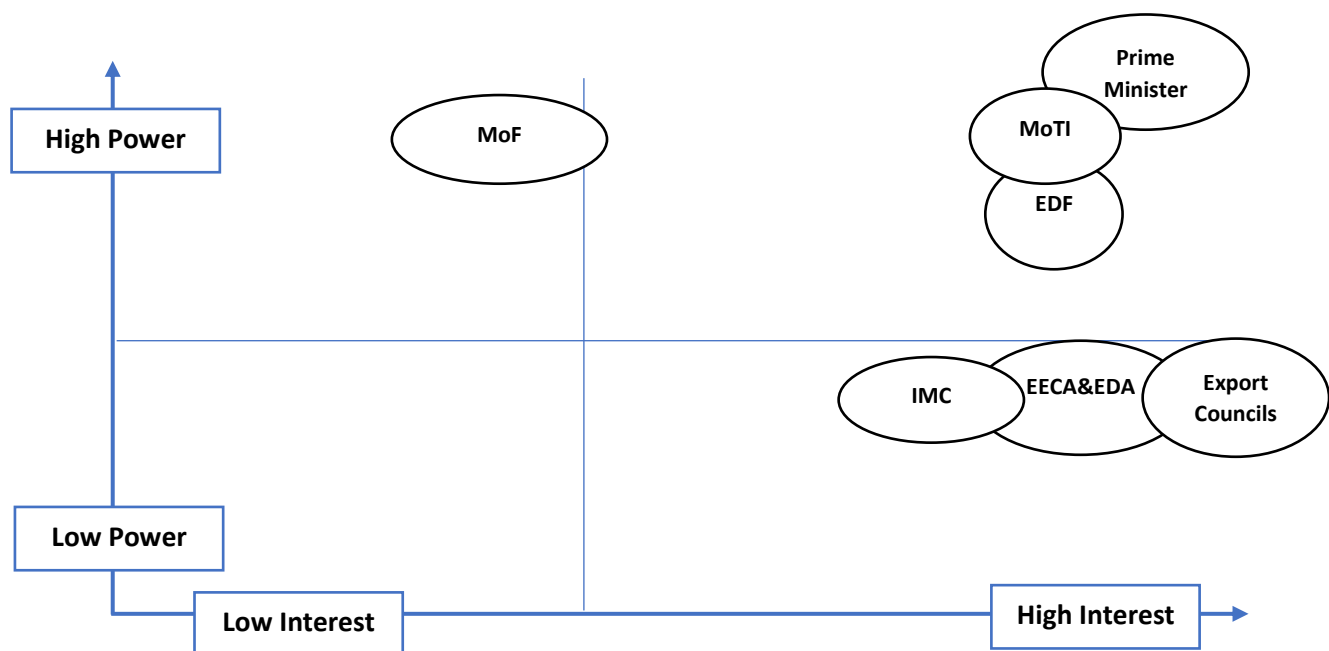 Prime
Minister
High Power
MoF
MoTI
EDF
IMC
EECA&EDA
Export
Councils
Low Power
Low Interest
High Interest